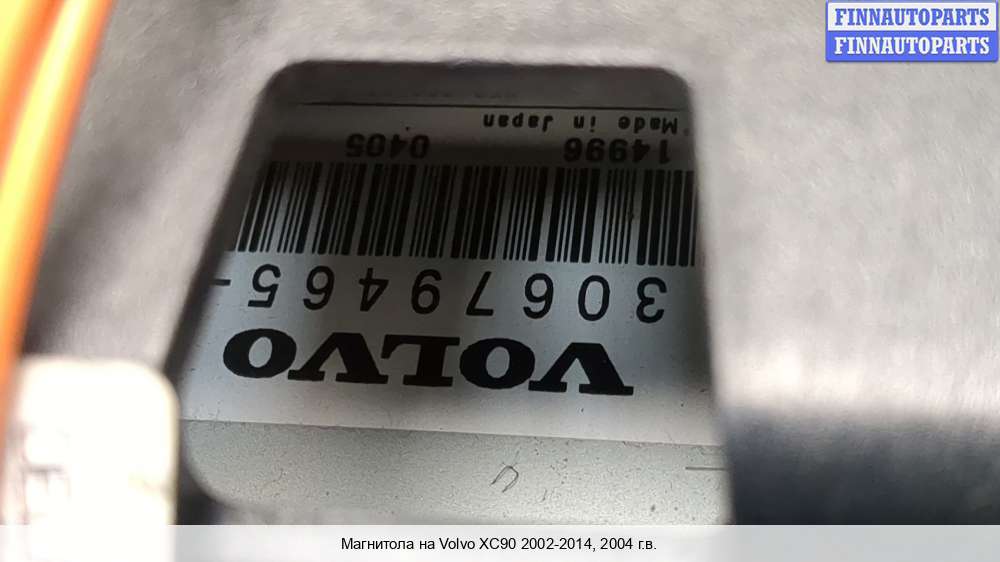 FINNAUTOPARTS
FINNAUTOPARTS
VOLVO
30679465-
14996 0405
Made in Japan
Магнитола на Volvo XC90 2002-2014, 2004 г.в.